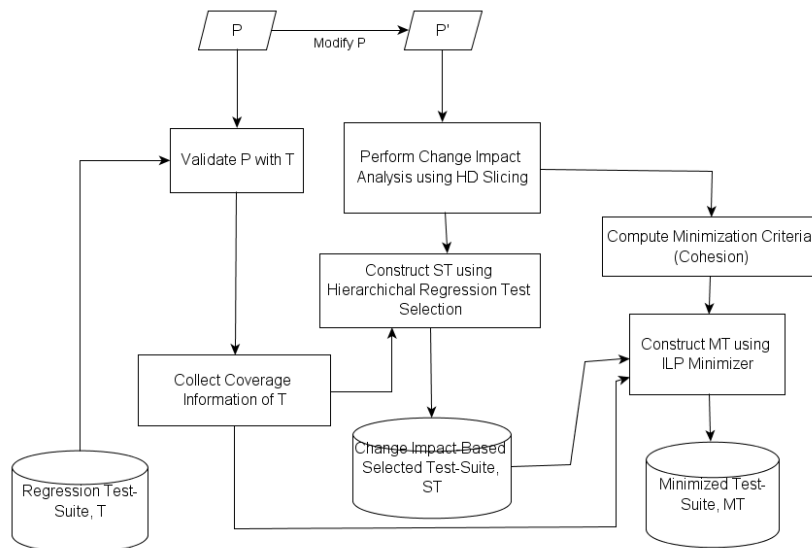 P
P'
Modify P
Validate P with T
Perform Change Impact
Analysis using HD Slicing
Compute Minimization Criteria
(Cohesion)
Construct ST using
Hierarchichal Regression Test
Selection
Construct MT using
ILP Minimizer
Collect Coverage
Information of T
Change Impact-Based
Selected Test-Suite,
ST
Regression Test-
Suite, T
Minimized Test-
Suite, MT